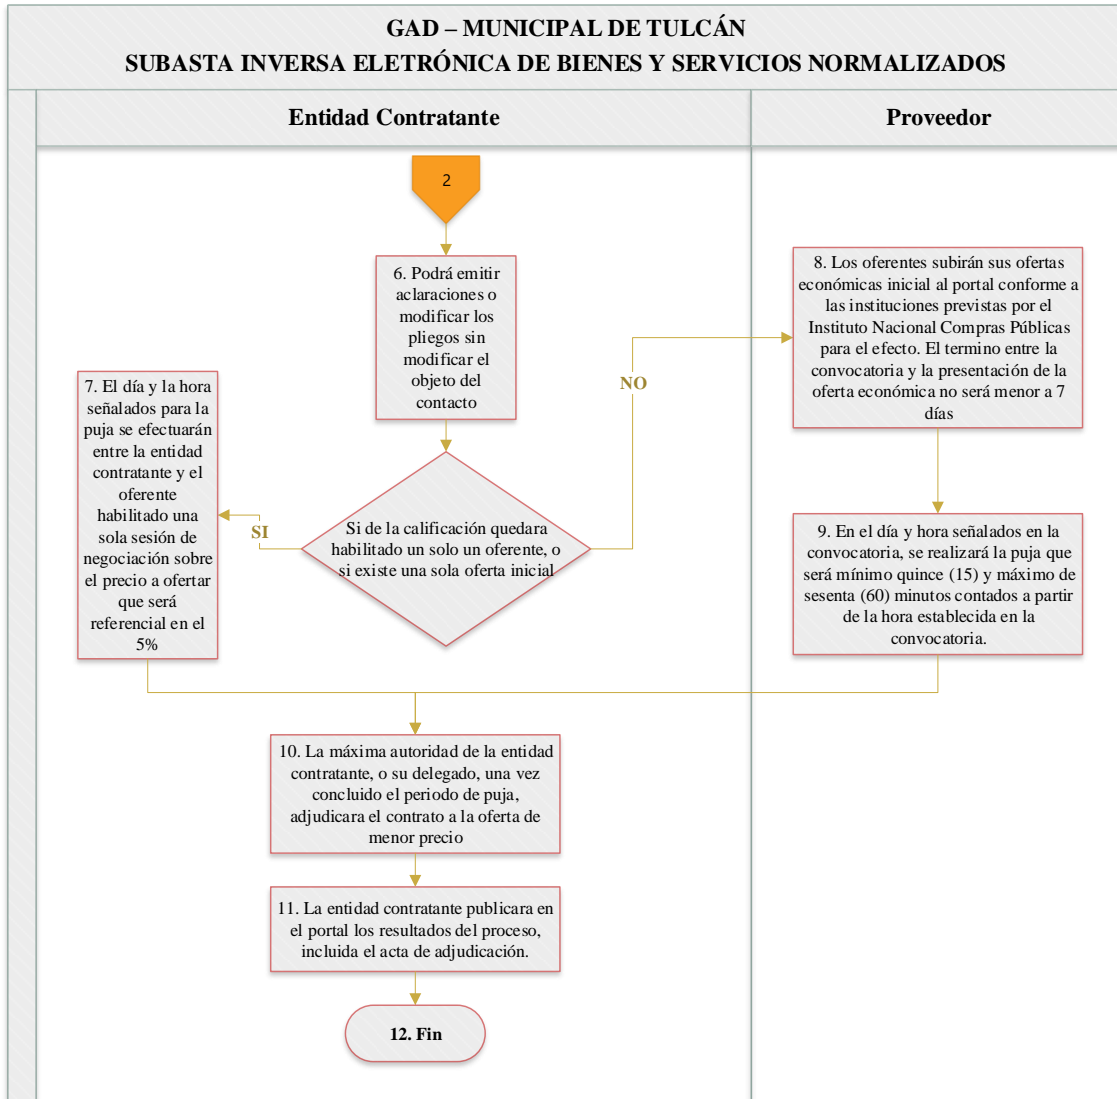 GAD – MUNICIPAL DE TULCÁN
SUBASTA INVERSA ELETRÓNICA DE BIENES Y SERVICIOS NORMALIZADOS
Entidad Contratante
Proveedor
2
6. Podrá emitir
aclaraciones o
modificar los
pliegos sin
modificar el
objeto del
contacto
Si de la calificación quedara
habilitado un solo un oferente, o
si existe una sola oferta inicial
SI
NO
7. El día y la hora
señalados para la
puja se efectuarán
entre la entidad
contratante y el
oferente
habilitado una
sola sesión de
negociación sobre
el precio a ofertar
que será
referencial en el
5%
8. Los oferentes subirán sus ofertas
económicas inicial al portal conforme a
las instituciones previstas por el
Instituto Nacional Compras Públicas
para el efecto. El termino entre la
convocatoria y la presentación de la
oferta económica no será menor a 7
días
9. En el día y hora señalados en la
convocatoria, se realizará la puja que
será mínimo quince (15) y máximo de
sesenta (60) minutos contados a partir
de la hora establecida en la
convocatoria.
10. La máxima autoridad de la entidad
contratante, o su delegado, una vez
concluido el periodo de puja,
adjudicara el contrato a la oferta de
menor precio
11. La entidad contratante publicara en
el portal los resultados del proceso,
incluida el acta de adjudicación.
12. Fin